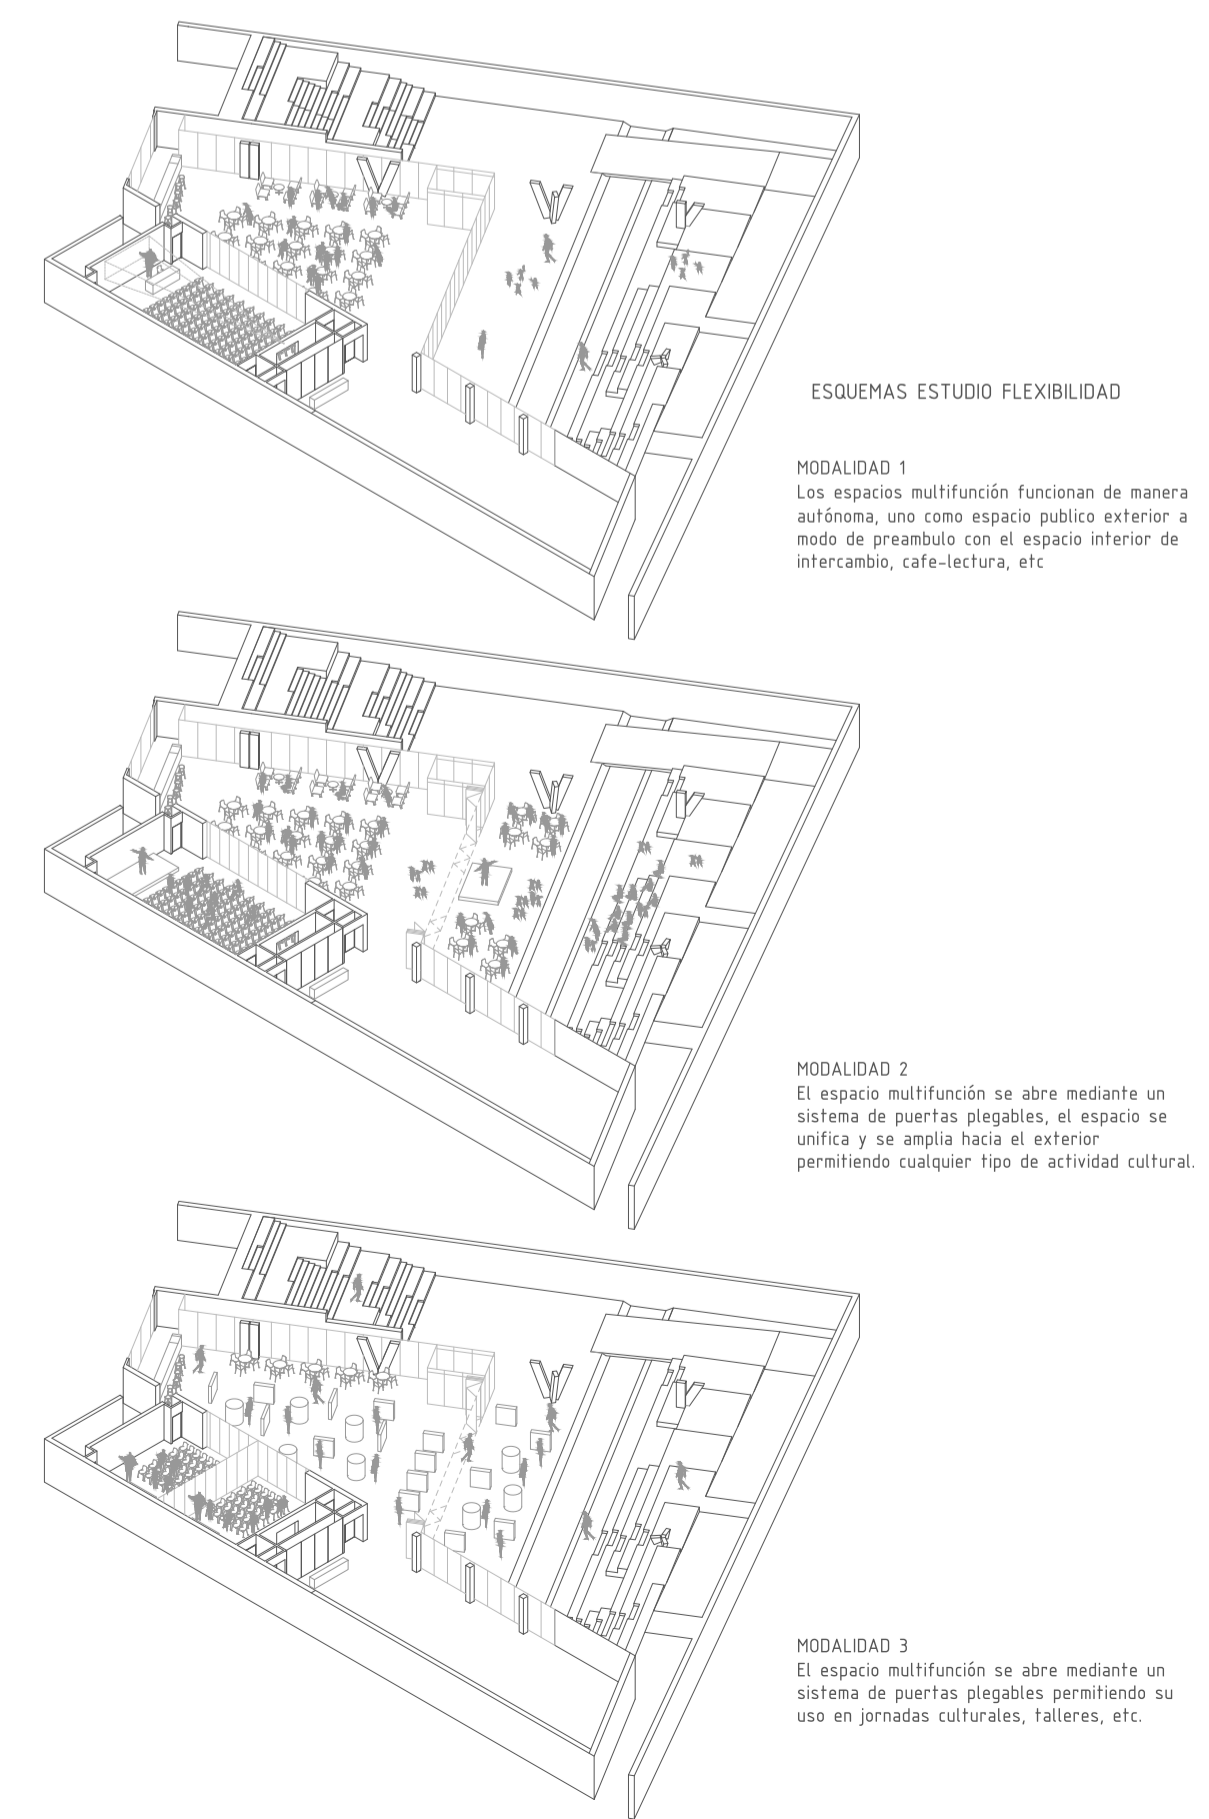 ESQUEMAS ESTUDIO FLEXIBILIDAD
MODALIDAD 1
Los espacios multifunción funcionan de manera
autónoma, uno como espacio publico exterior a
modo de preambulo con el espacio interior de
intercambio, cafe-lectura, etc
MODALIDAD 2
El espacio multifunción se abre mediante un
sistema de puertas plegables, el espacio se
unifica y se amplia hacia el exterior
permitiendo cualquier tipo de actividad cultural.
MODALIDAD 3
El espacio multifunción se abre mediante un
sistema de puertas plegables permitiendo su
uso en jornadas culturales, talleres, etc.